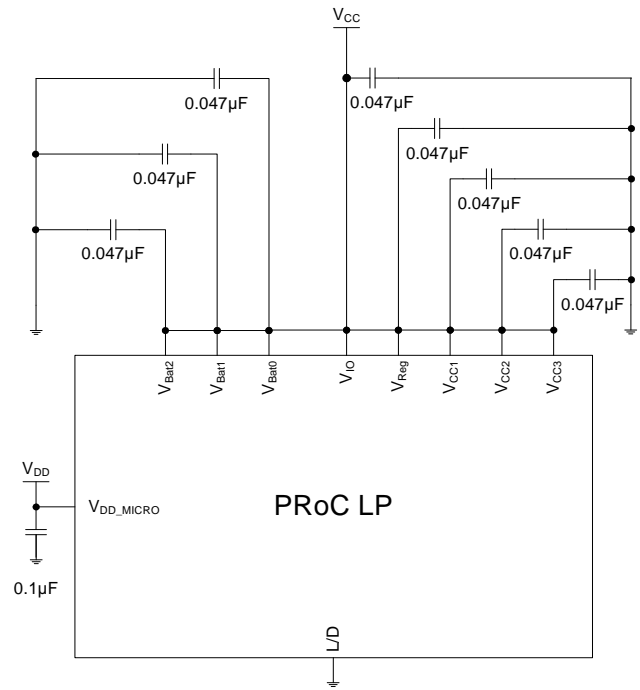 VCC
0.047µF
0.047µF
0.047µF
0.047µF
0.047µF
0.047µF
0.047µF
0.047µF
VBat2
VBat1
VBat0
VIO
VReg
VCC1
VCC2
VCC3
VDD
VDD_MICRO
PRoC LP
0.1µF
L/D